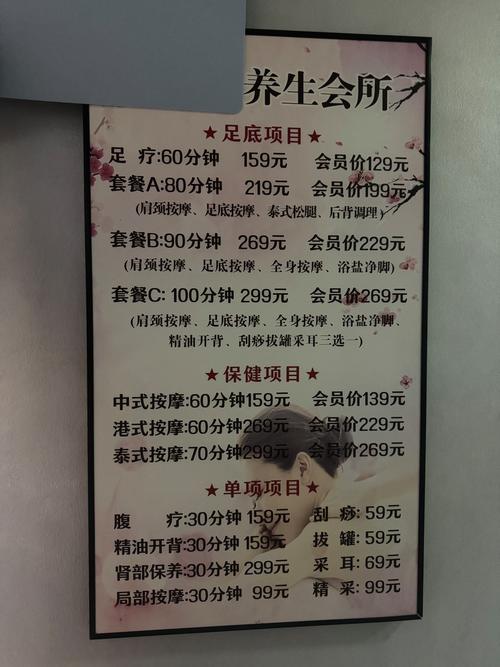 养生会所
★足底项目★
足 疗:60分钟 159元 会员价129元
套餐A:80分钟 219元 会员价199元
(肩颈按摩、足底按摩、泰式松腿、后背调理)
套餐B:90分钟 269元 会员价229元
(肩颈按摩、足底按摩、全身按摩、浴盐净脚)
套餐C: 100分钟 299元 会员价269元
(肩颈按摩、足底按摩、全身按摩、浴盐净脚、
精油开背、刮痧拔罐采耳三选一)
★保健项目★
中式按摩:60分钟159元 会员价139元
港式按摩:60分钟269元 会员价229元
泰式按摩:70分钟299元 会员价269元
★单项项目★
腹 疗:30分钟 159元 刮 痧: 59元
精油开背:30分钟 159元 拔 罐: 59元
肾部保养:30分钟 299元 采 耳: 69元
局部按摩:30分钟 99元 精 采: 99元